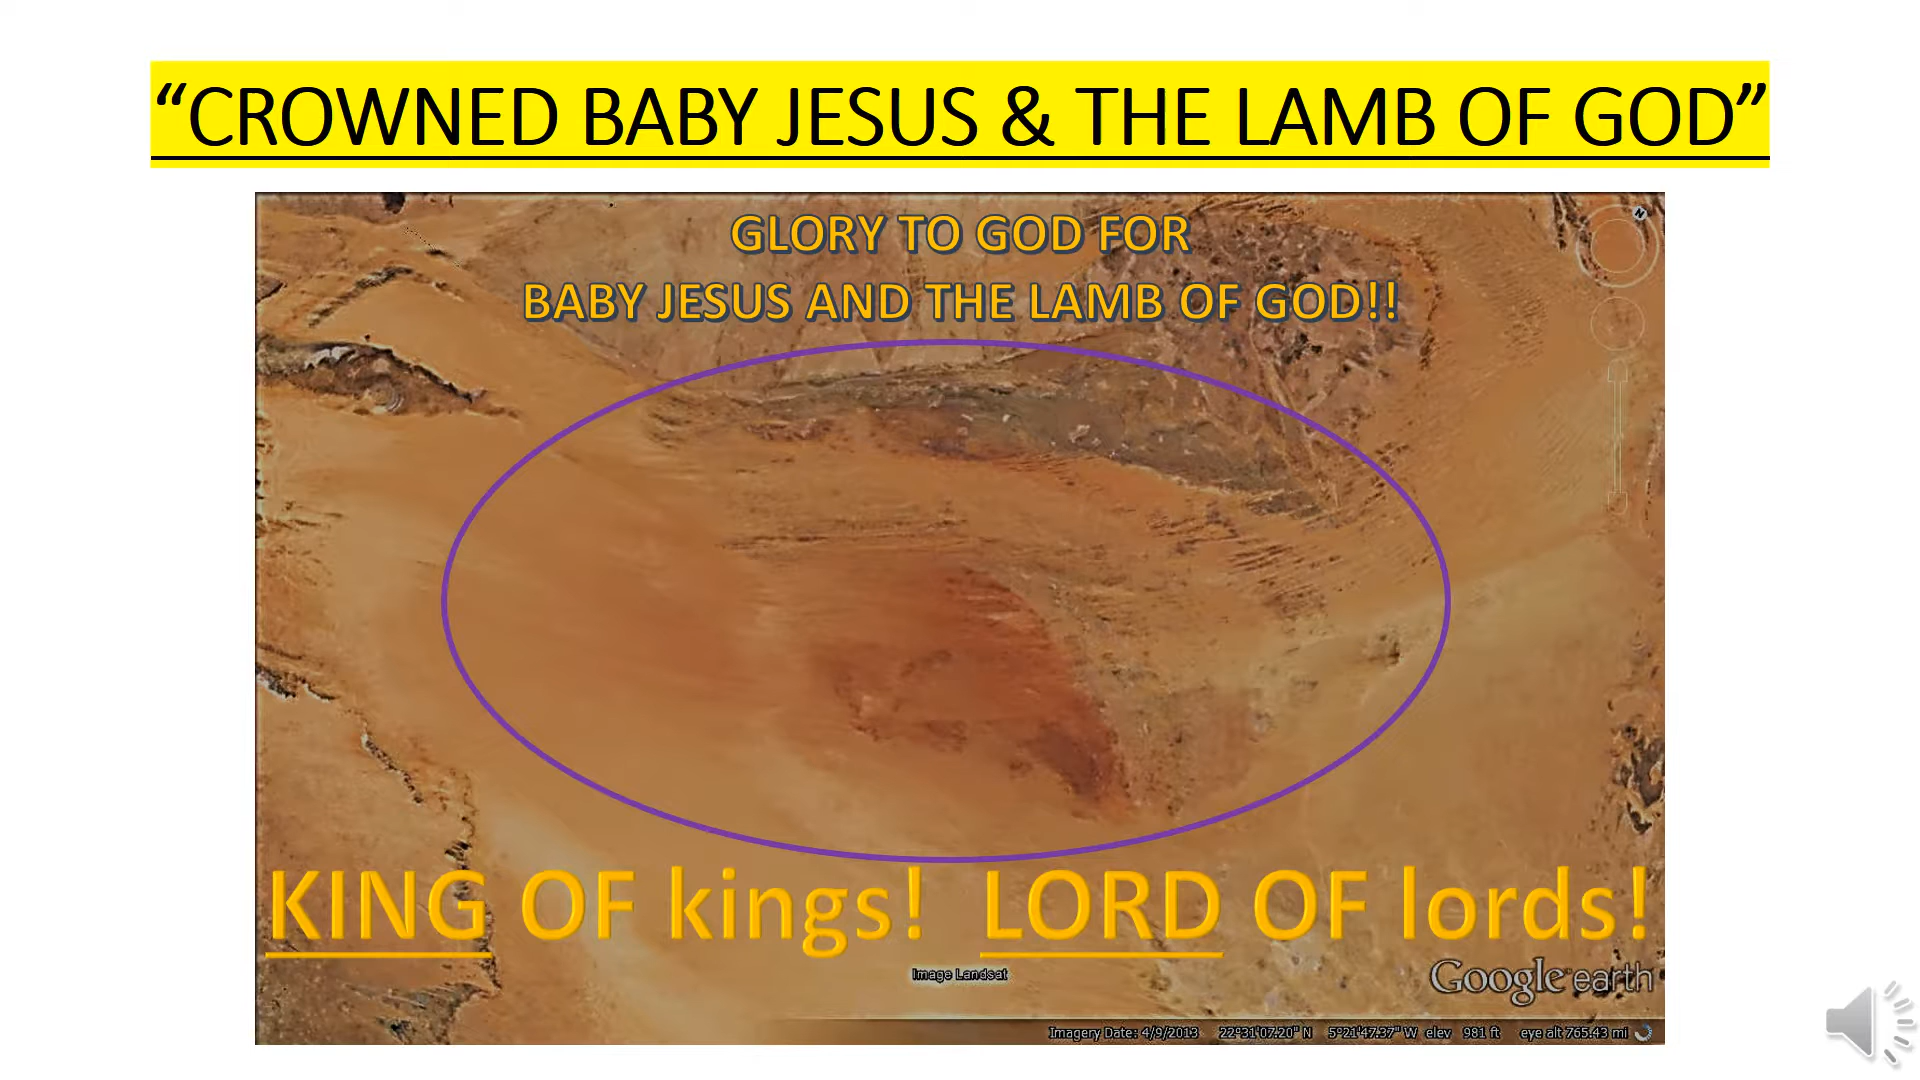 “CROWNED BABY JESUS & THE LAMB OF GOD”
GLORY TO GOD FOR
BABY JESUS AND THE LAMB OF GOD!!
N
KING OF kings!  LORD OF lords!
Image Landsat
Google earth
Imagery Date: 4/9/2013 22°31'07.20" N 5°21'47.37" W elev 981 ft eye alt 765.43 mi